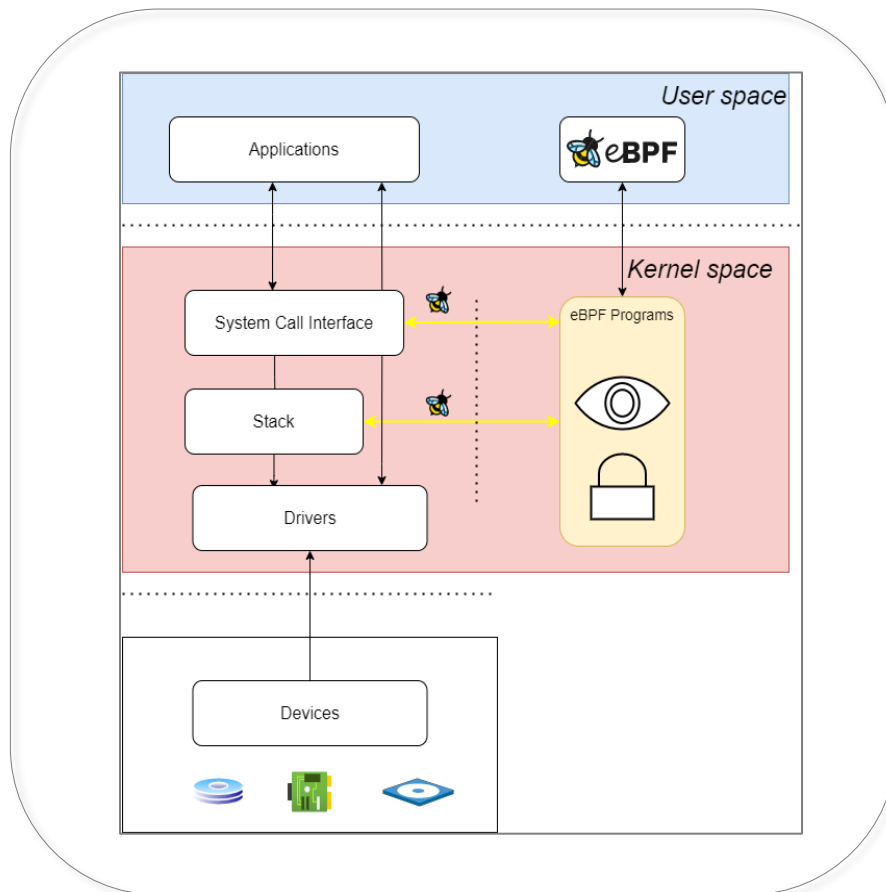 User space
Applications
eBPF
Kernel space
System Call Interface
eBPF Programs
Stack
Drivers
Devices